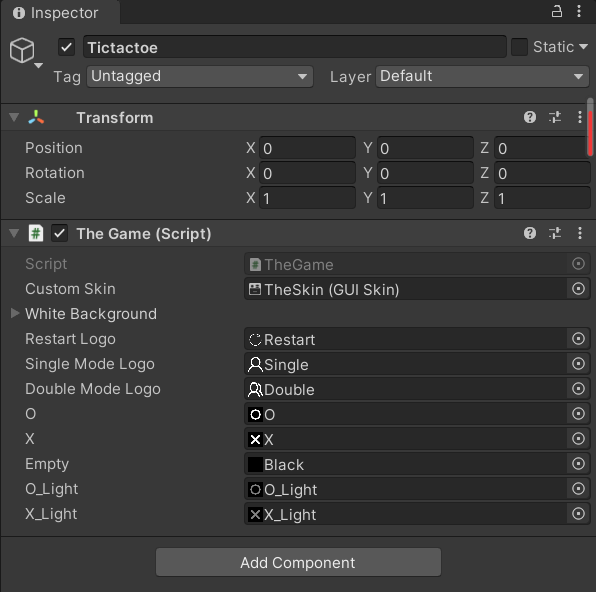 Inspector
Tictactoe Static
Tag Untagged Layer Default
Transform
Position X 0 Y 0 Z 0
Rotation X 0 Y 0 Z 0
Scale X 1 Y 1 Z 1
# The Game (Script)
Script # TheGame
Custom Skin TheSkin (GUI Skin)
White Background
Restart Logo Restart
Single Mode Logo Single
Double Mode Logo Double
O O
X X
Empty Black
O_Light O_Light
X_Light X_Light
Add Component